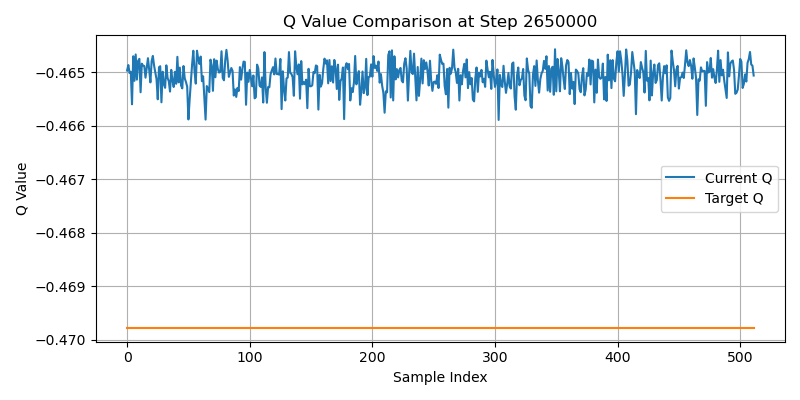 Q Value Comparison at Step 2650000
Q Value
−0.465
−0.466
−0.467
−0.468
−0.469
−0.470
Current Q
Target Q
0 100 200 300 400 500
Sample Index